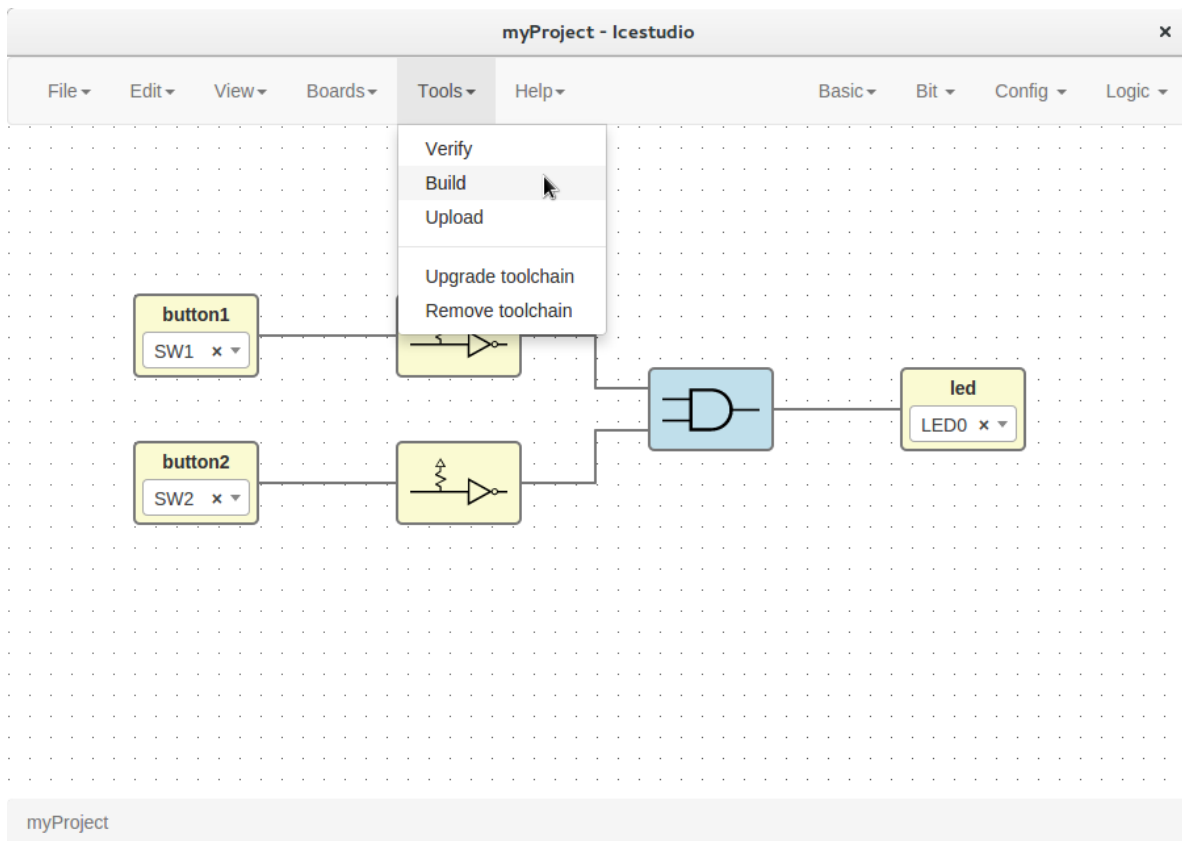 myProject - Icestudio ×
File Edit View Boards Tools Help Basic Bit Config Logic
Verify
Build
Upload
Upgrade toolchain
Remove toolchain
button1
SW1 ×
led
LED0 ×
button2
SW2 ×
myProject